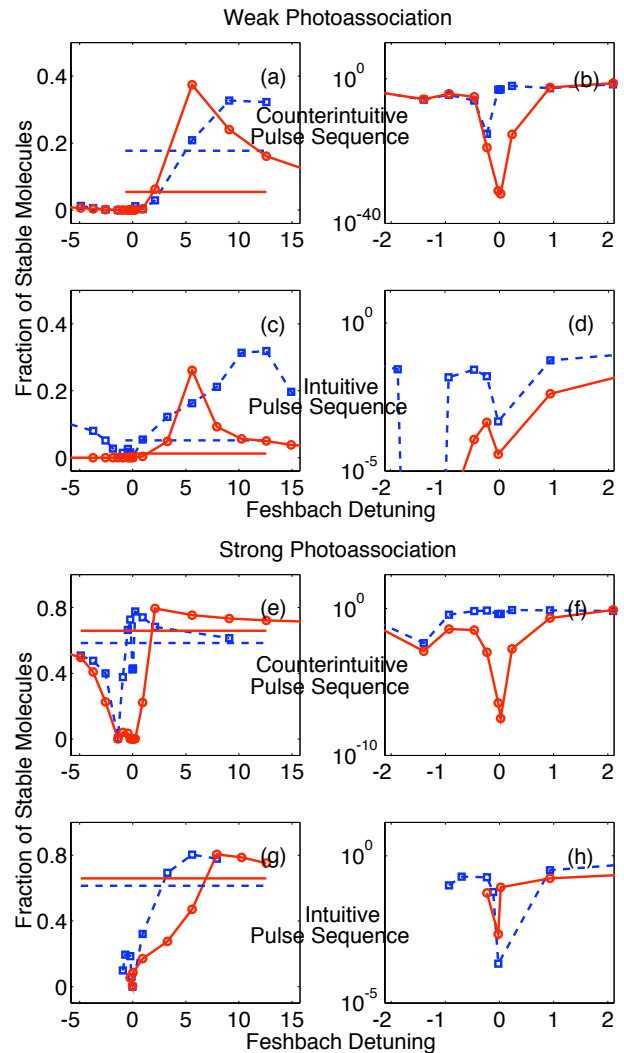 Weak Photoassociation
Fraction of Stable Molecules
0.4
0.2
0
(a)
-5 0 5 10 15
10^0
10^-40
(b)
Counterintuitive
Pulse Sequence
-2 -1 0 1 2
0.4
0.2
0
(c)
-5 0 5 10 15
10^0
10^-5
(d)
Intuitive
Pulse Sequence
-2 -1 0 1 2
Feshbach Detuning
Strong Photoassociation
Fraction of Stable Molecules
0.8
0.4
0
(e)
-5 0 5 10 15
10^0
10^-10
(f)
Counterintuitive
Pulse Sequence
-2 -1 0 1 2
0.8
0.4
0
(g)
-5 0 5 10 15
10^0
10^-5
(h)
Intuitive
Pulse Sequence
-2 -1 0 1 2
Feshbach Detuning